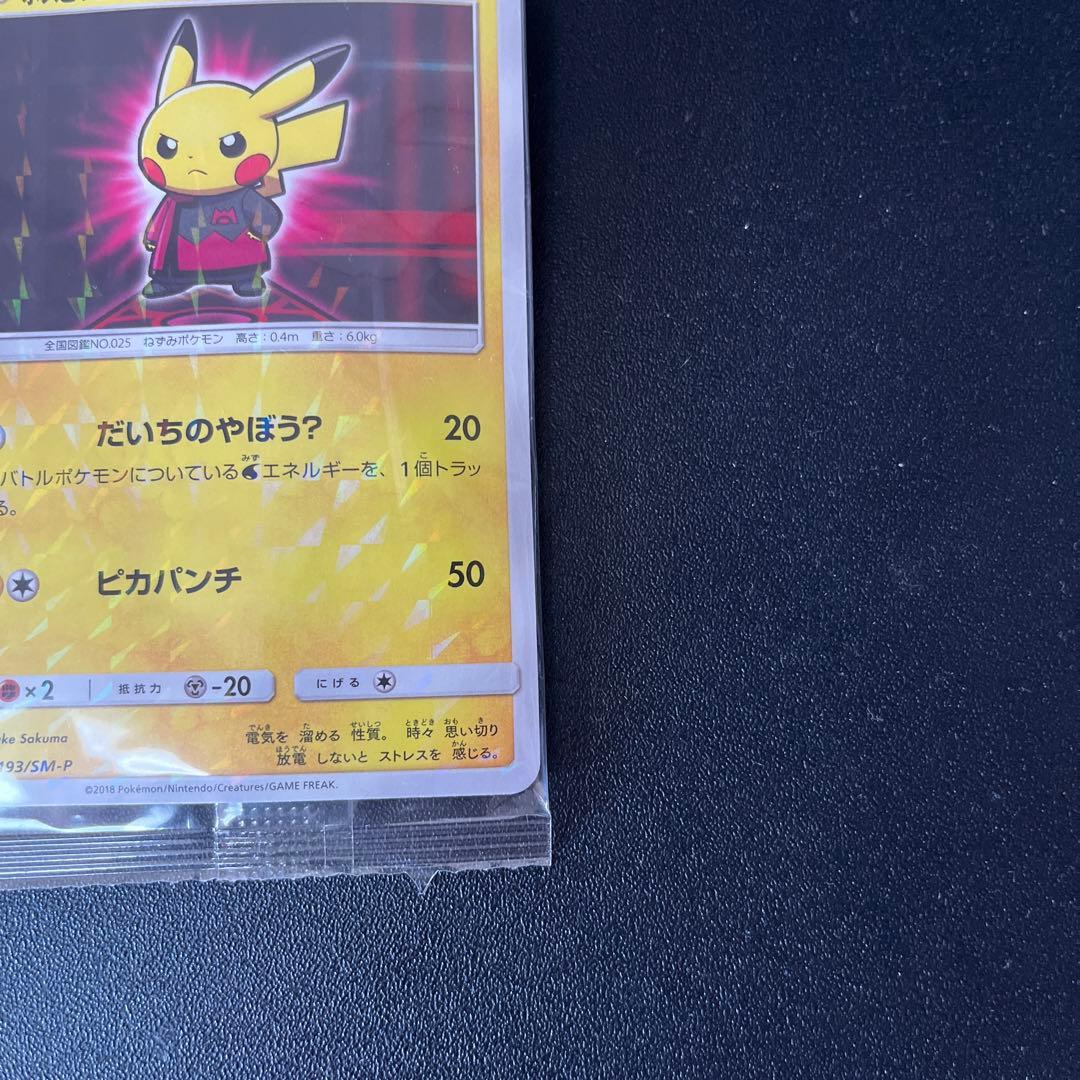 全国図鑑NO.025 ねずみポケモン 高さ:0.4m 重さ:6.0kg
だいちのやぼう? 20
バトルポケモンについているエネルギーを、1個トラッ
る。
ピカパンチ 50
×2 抵抗力 -20 にげる
ke Sakuma
電気を 溜める 性質。 時々 思い切り
放電 しないと ストレスを 感じる。
193/SM-P
©2018 Pokémon/Nintendo/Creatures/GAME FREAK.